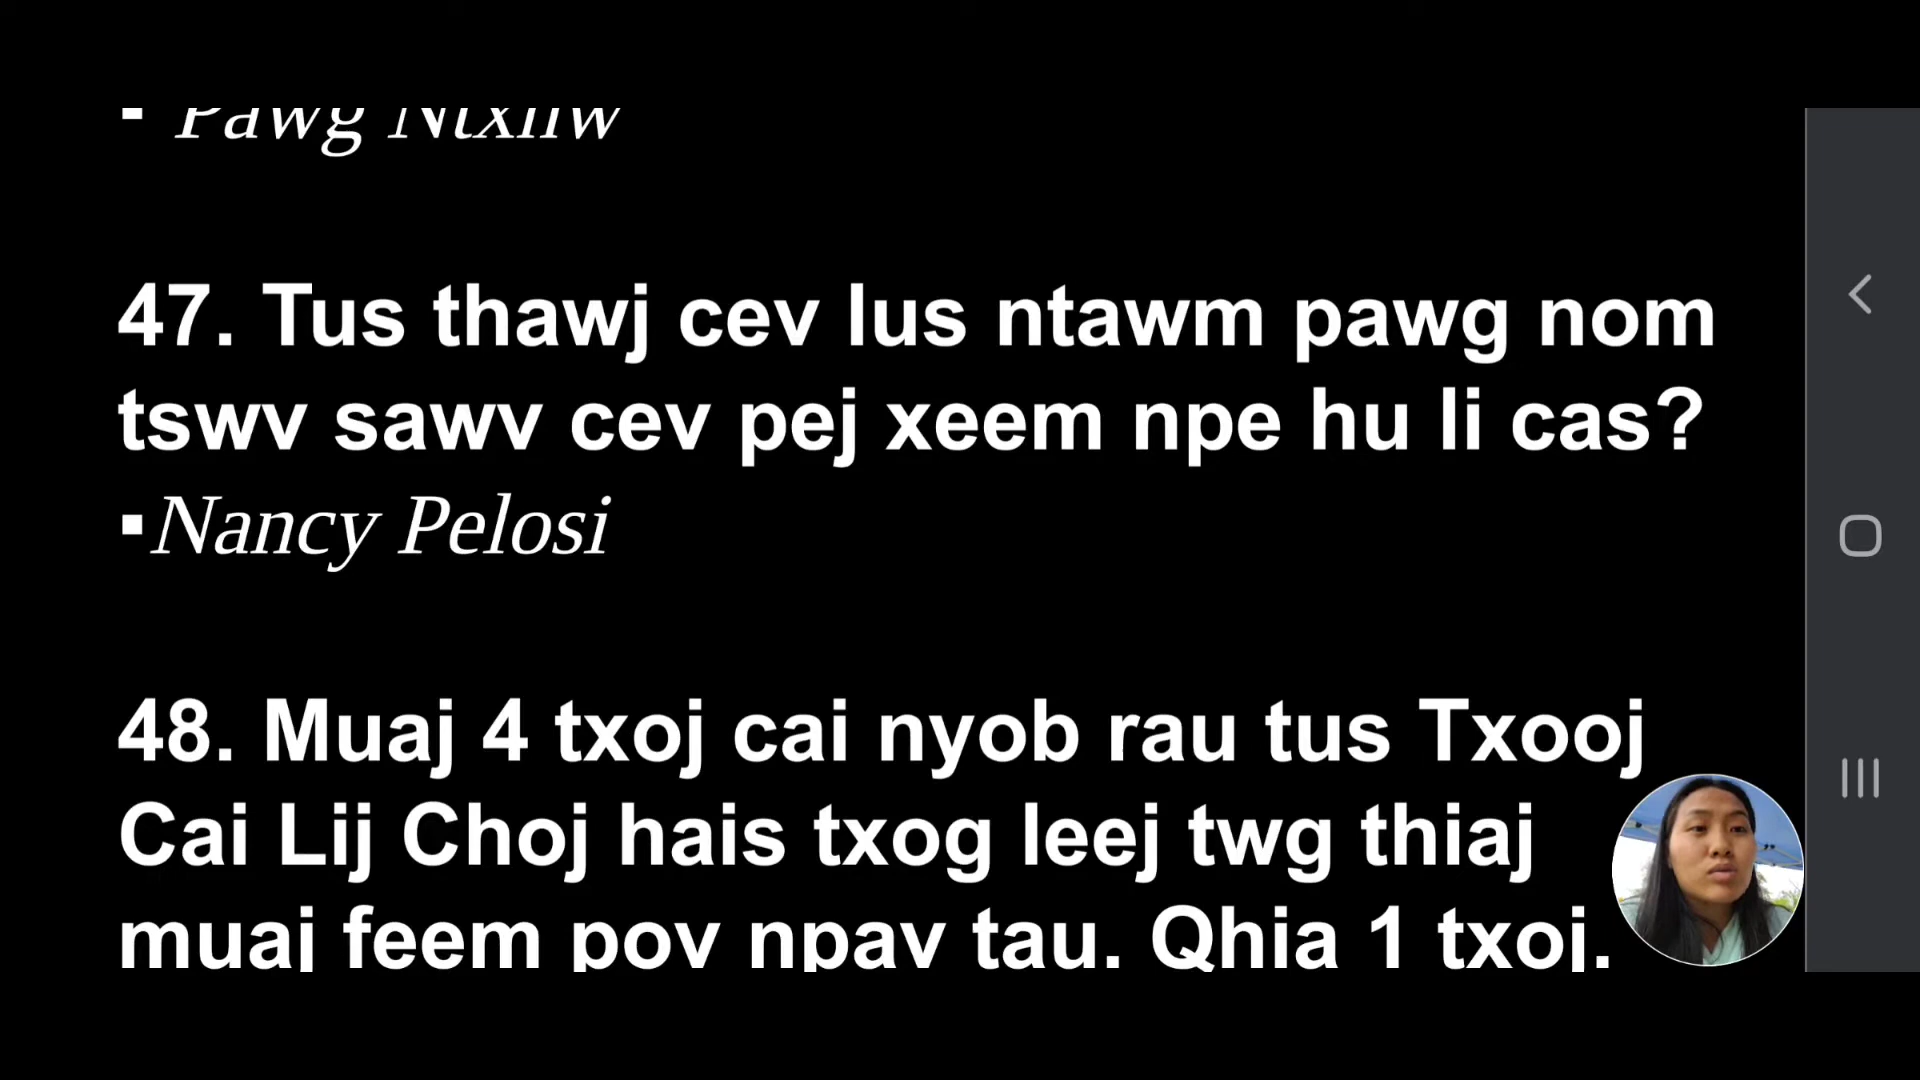 ▪ Pawg Ntxhw
47. Tus thawj cev lus ntawm pawg nom
tswv sawv cev pej xeem npe hu li cas?
▪Nancy Pelosi
48. Muaj 4 txoj cai nyob rau tus Txooj
Cai Lij Choj hais txog leej twg thiaj
muaj feem pov npav tau. Qhia 1 txoj.